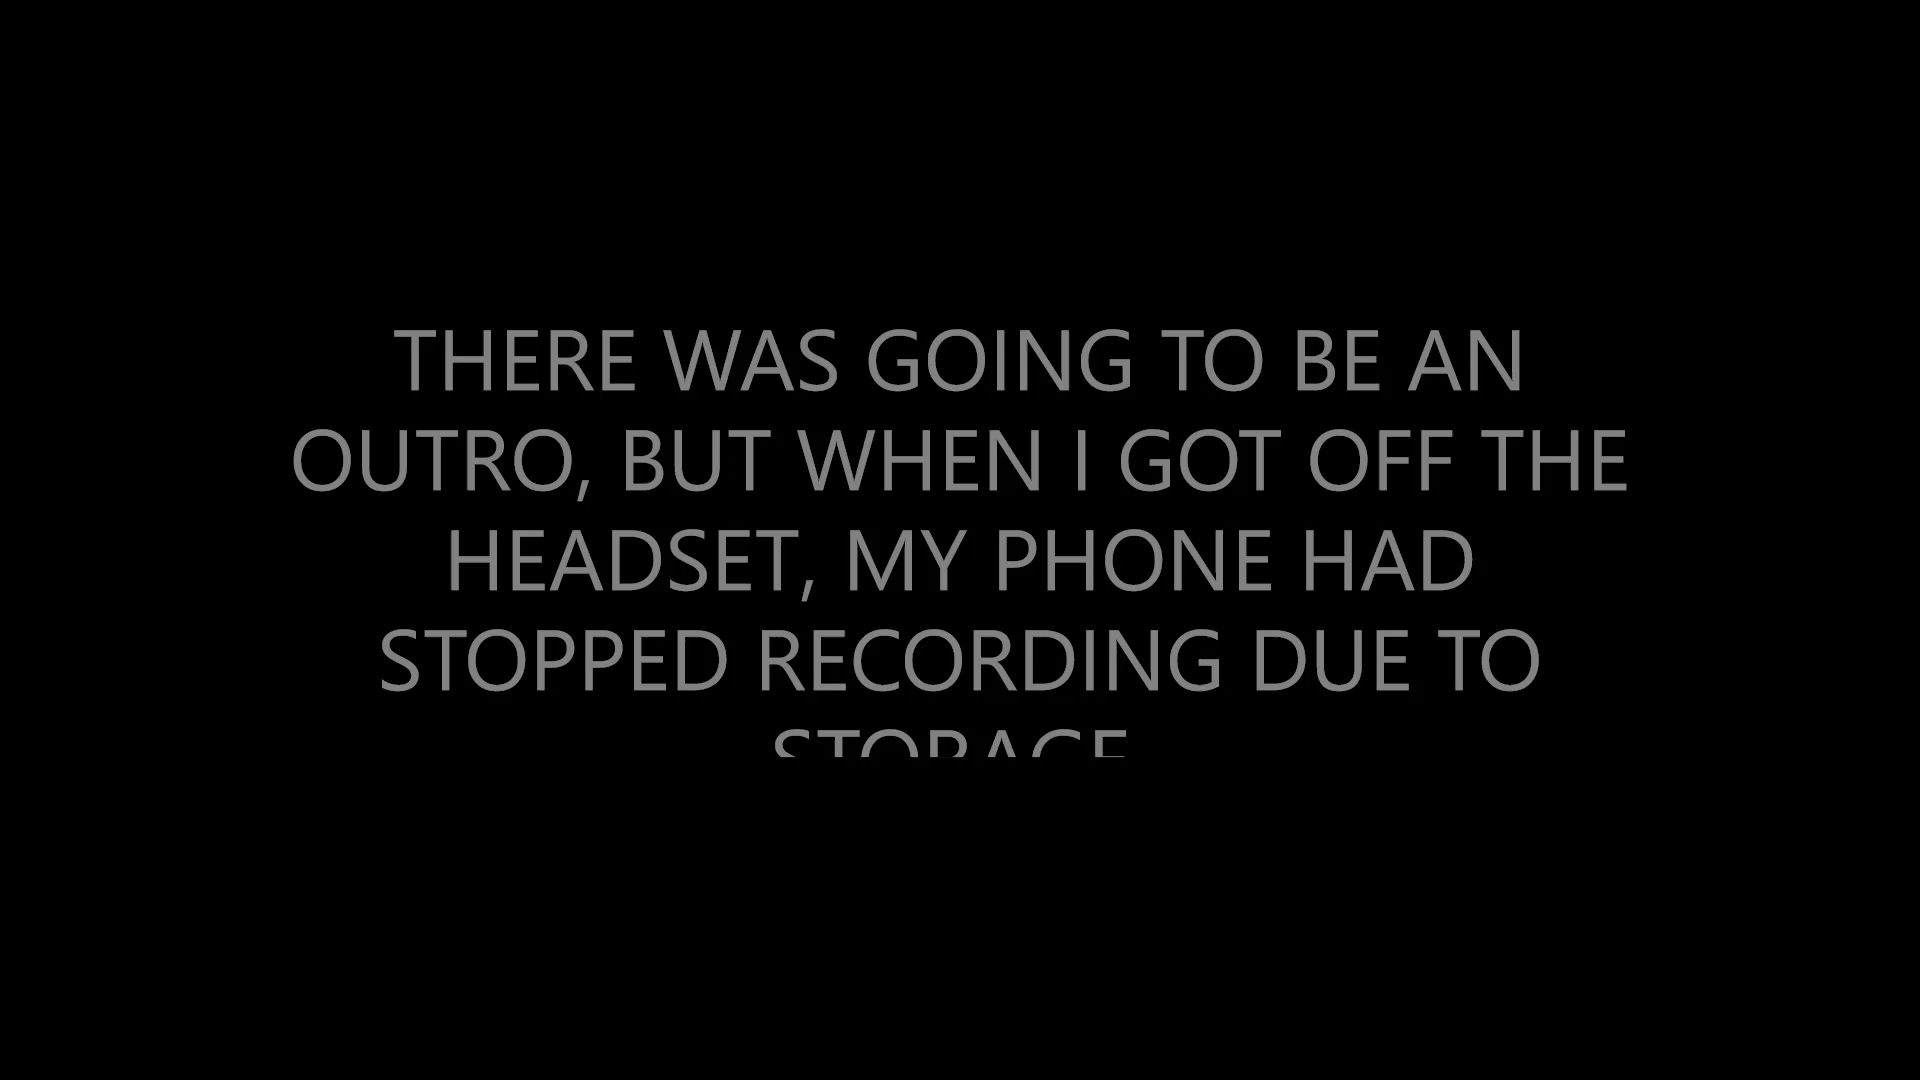 THERE WAS GOING TO BE AN
OUTRO, BUT WHEN I GOT OFF THE
HEADSET, MY PHONE HAD
STOPPED RECORDING DUE TO
STORAGE